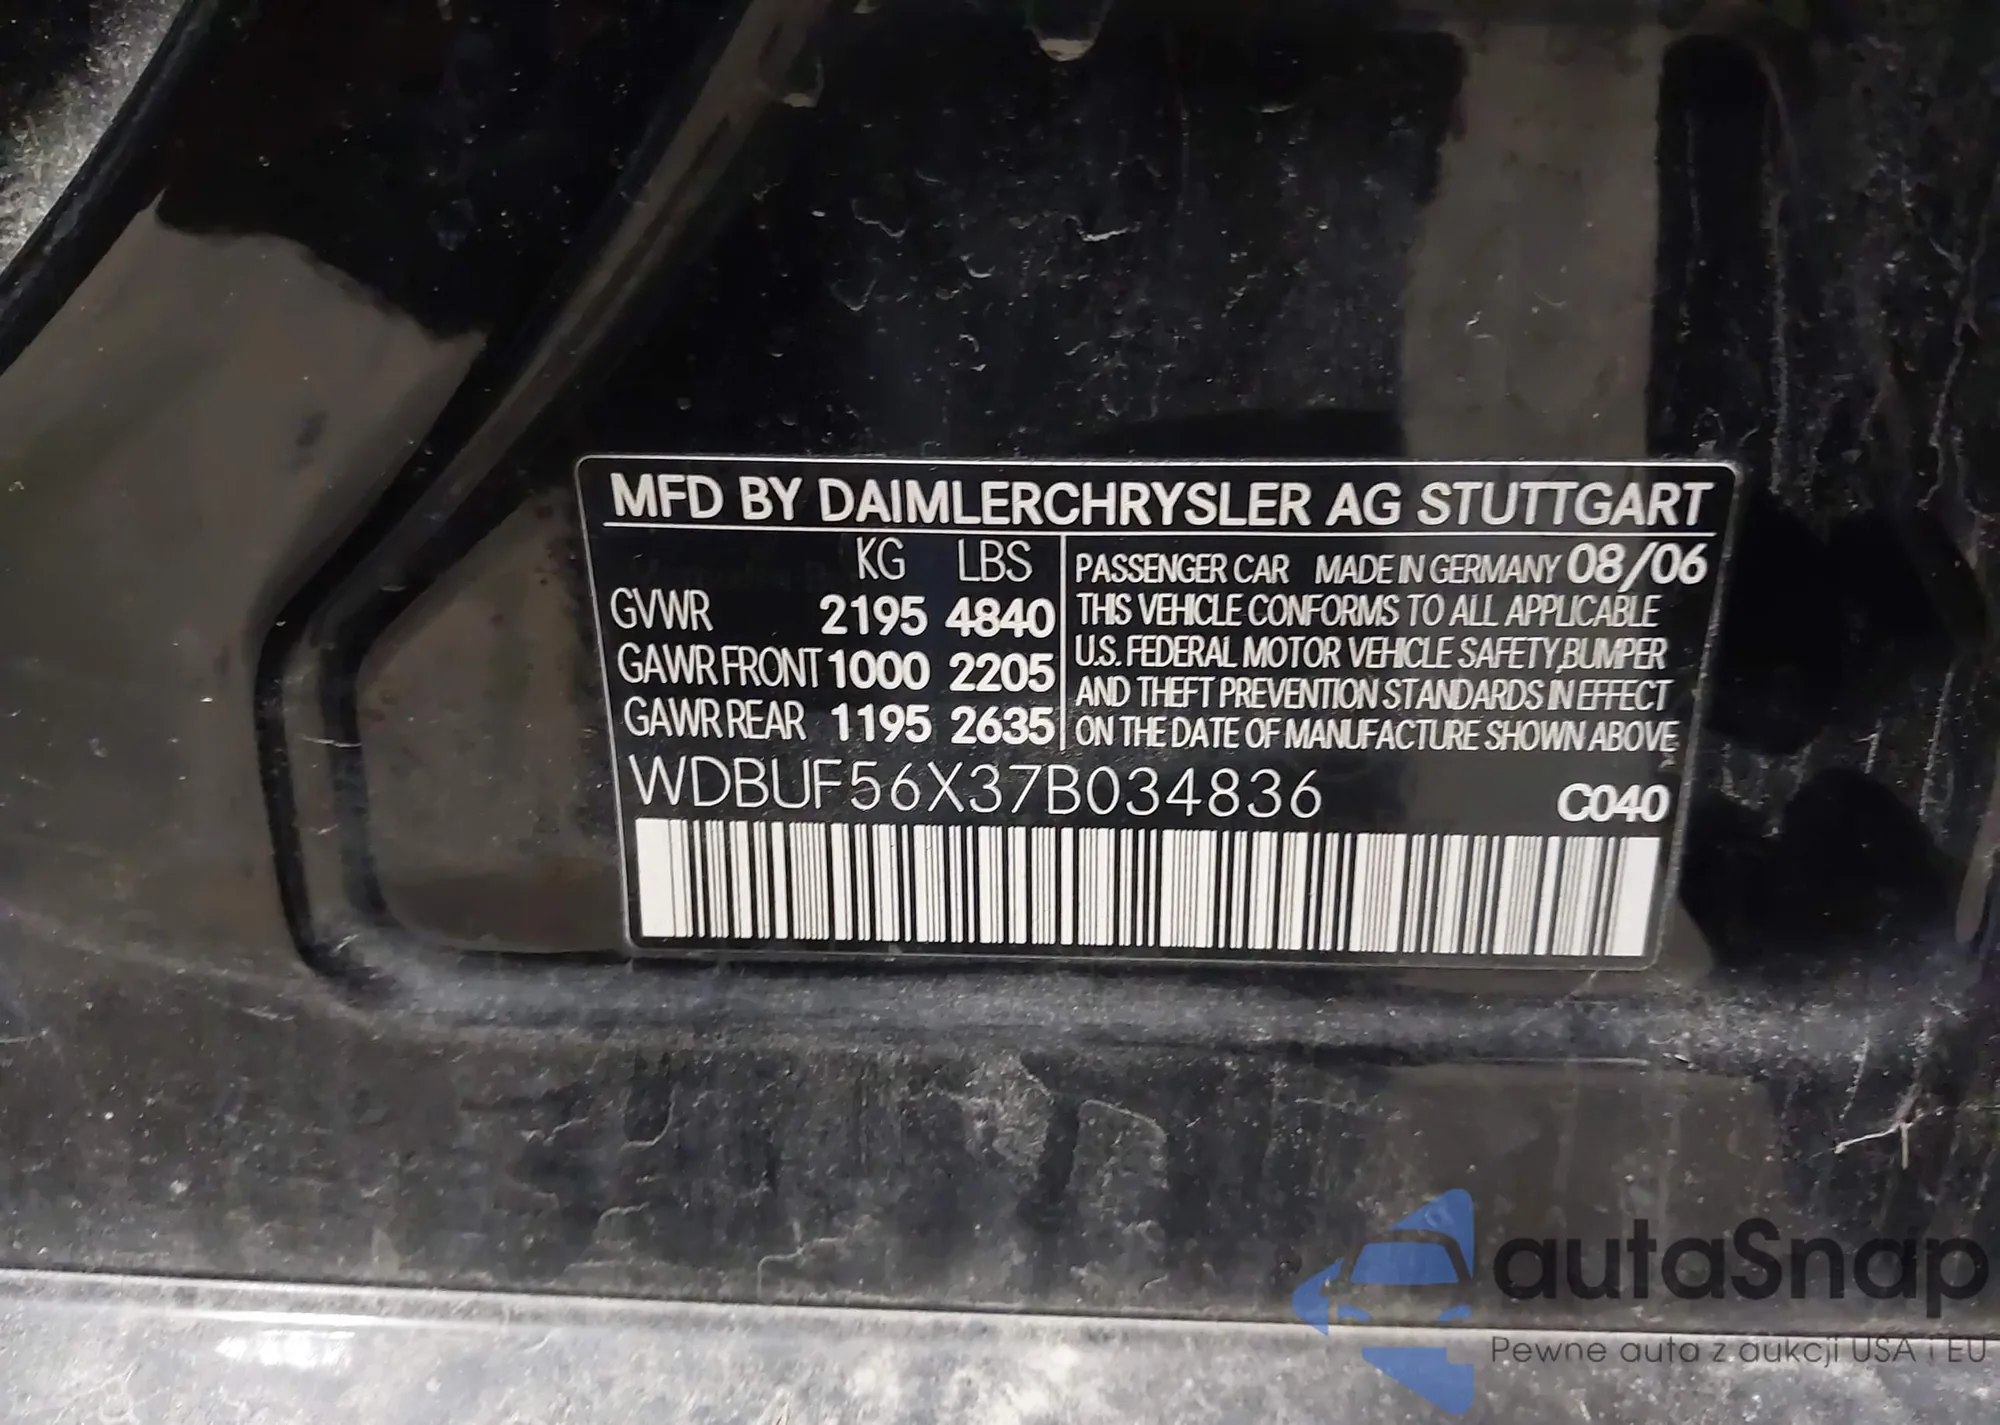 MFD BY DAIMLERCHRYSLER AG STUTTGART
KG LBS
GVWR 2195 4840
GAWR FRONT 1000 2205
GAWR REAR 1195 2635
PASSENGER CAR MADE IN GERMANY 08/06
THIS VEHICLE CONFORMS TO ALL APPLICABLE
U.S. FEDERAL MOTOR VEHICLE SAFETY,BUMPER
AND THEFT PREVENTION STANDARDS IN EFFECT
ON THE DATE OF MANUFACTURE SHOWN ABOVE
WDBUF56X37B034836 C040
autaSnap
Pewne auta z aukcji USA i EU